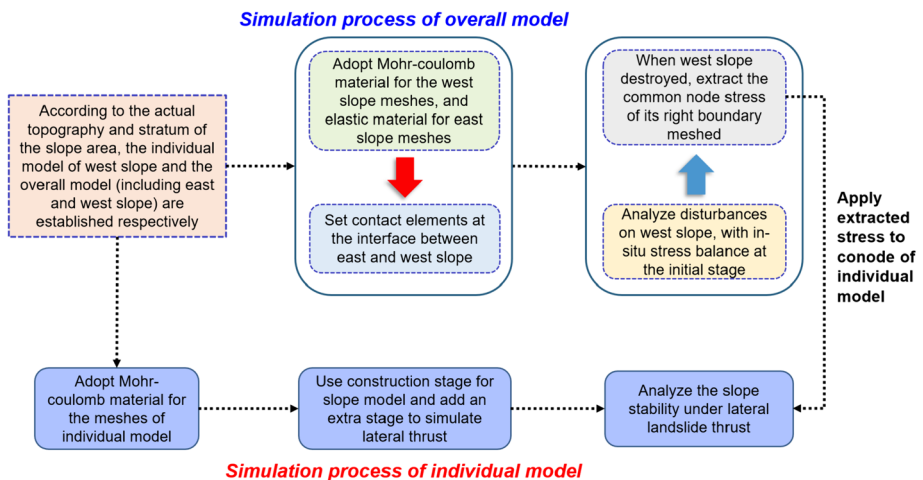 Simulation process of overall model
According to the actual
topography and stratum of
the slope area, the individual
model of west slope and the
overall model (including east
and west slope) are
established respectively
Adopt Mohr-coulomb
material for the west
slope meshes, and
elastic material for east
slope meshes
Set contact elements at
the interface between
east and west slope
When west slope
destroyed, extract the
common node stress
of its right boundary
meshed
Analyze disturbances
on west slope, with in-
situ stress balance at
the initial stage
Apply
extracted
stress to
conode of
individual
model
Adopt Mohr-
coulomb material for
the meshes of
individual model
Use construction stage for
slope model and add an
extra stage to simulate
lateral thrust
Analyze the slope
stability under lateral
landslide thrust
Simulation process of individual model